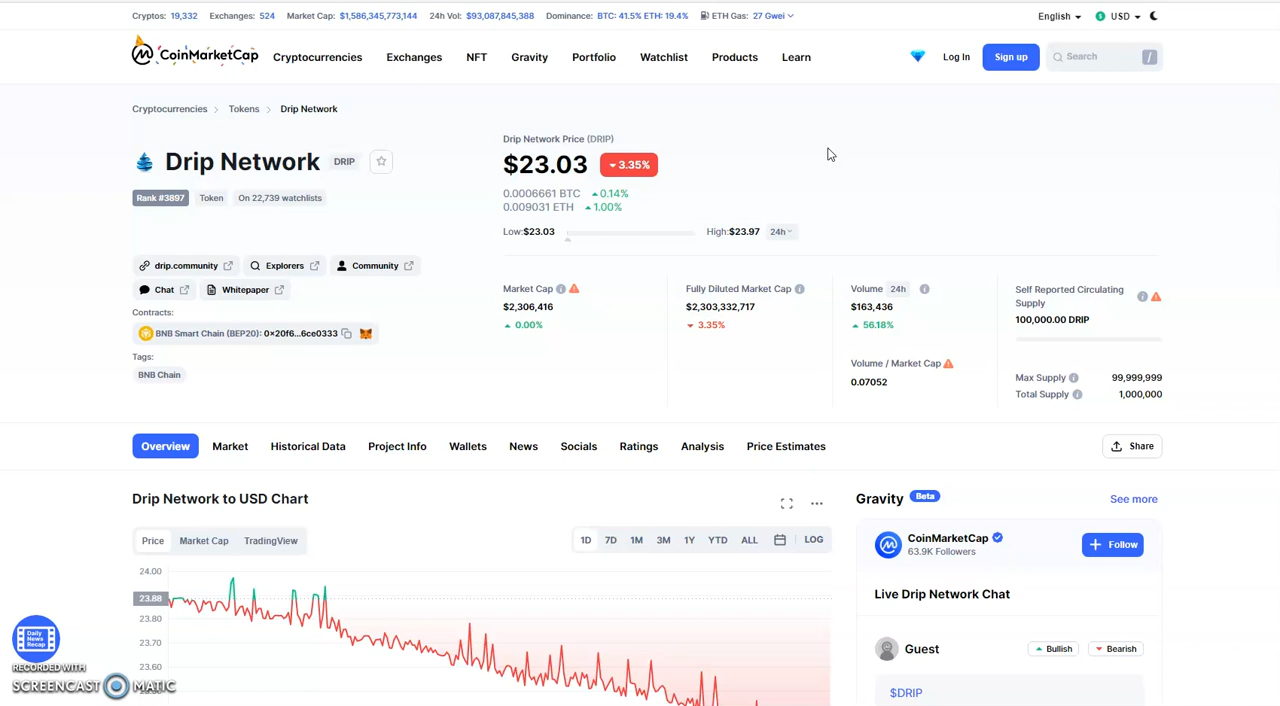 Cryptos: 19,332 Exchanges: 524 Market Cap: $1,586,345,773,144 24h Vol: $93,087,845,388 Dominance: BTC: 41.5% ETH: 19.4% ETH Gas: 27 Gwei English USD
CoinMarketCap Cryptocurrencies Exchanges NFT Gravity Portfolio Watchlist Products Learn Log In Sign up Search /
Cryptocurrencies Tokens Drip Network
Drip Network DRIP
Rank #3897 Token On 22,739 watchlists
drip.community Explorers Community
Chat Whitepaper
Contracts:
BNB Smart Chain (BEP20): 0x20f6...6ce0333
Tags:
BNB Chain
Drip Network Price (DRIP)
$23.03 3.35%
0.0006661 BTC 0.14%
0.009031 ETH 1.00%
Low:$23.03 High:$23.97 24h
Market Cap
$2,306,416
0.00%
Fully Diluted Market Cap
$2,303,332,717
3.35%
Volume 24h
$163,436
56.18%
Volume / Market Cap
0.07052
Self Reported Circulating
Supply
100,000.00 DRIP
Max Supply 99,999,999
Total Supply 1,000,000
Overview Market Historical Data Project Info Wallets News Socials Ratings Analysis Price Estimates Share
Drip Network to USD Chart
Price Market Cap TradingView 1D 7D 1M 3M 1Y YTD ALL LOG
24.00
23.88
23.80
23.70
23.60
Gravity Beta See more
CoinMarketCap
63.9K Followers
Follow
Live Drip Network Chat
Guest Bullish Bearish
$DRIP
Daily
News
Recap
RECORDED WITH
SCREENCAST MATIC